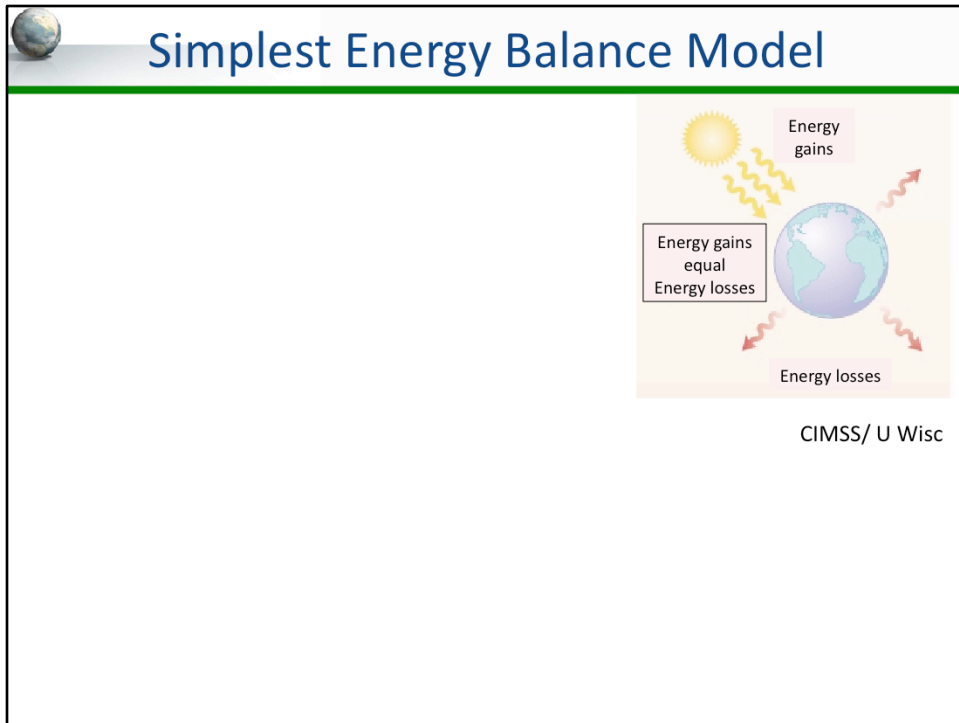 Simplest Energy Balance Model
Energy
gains
Energy gains
equal
Energy losses
Energy losses
CIMSS/ U Wisc